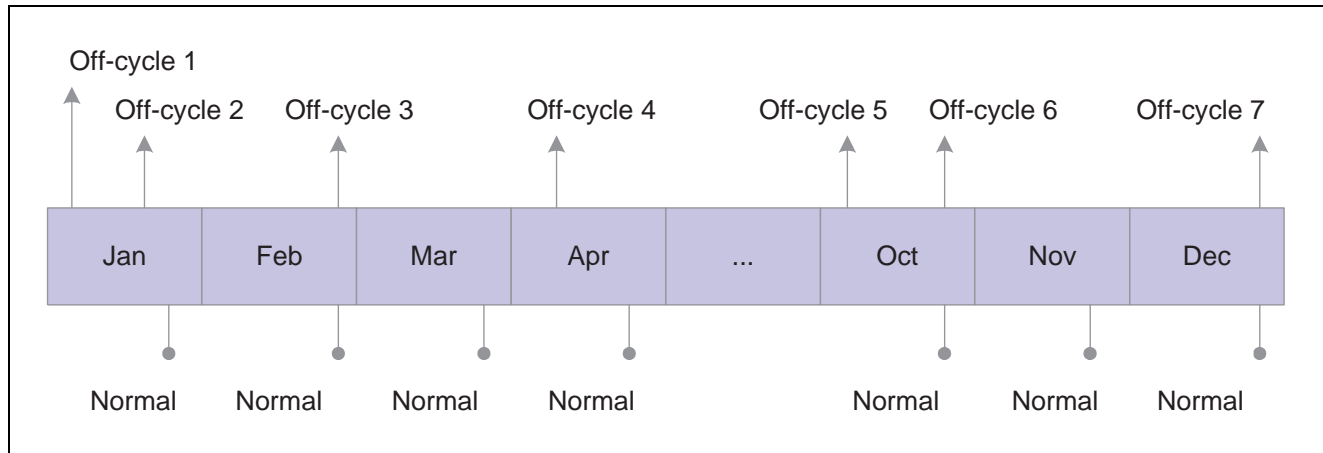 Off-cycle 1
Off-cycle 2 Off-cycle 3 Off-cycle 4 Off-cycle 5 Off-cycle 6 Off-cycle 7
Jan Feb Mar Apr ... Oct Nov Dec
Normal Normal Normal Normal Normal Normal Normal